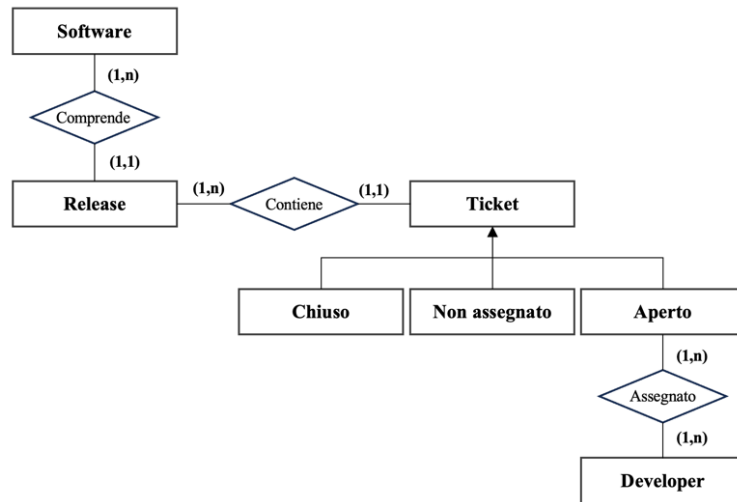 Software
(1,n)
Comprende
(1,1)
Release
(1,n)
Contiene
(1,1)
Ticket
Chiuso
Non assegnato
Aperto
(1,n)
Assegnato
(1,n)
Developer